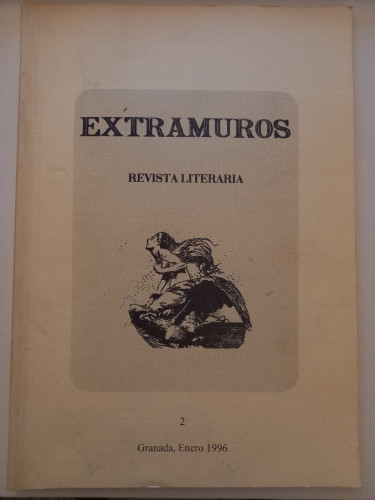 EXTRAMUROS
REVISTA LITERARIA
2
Granada, Enero 1996